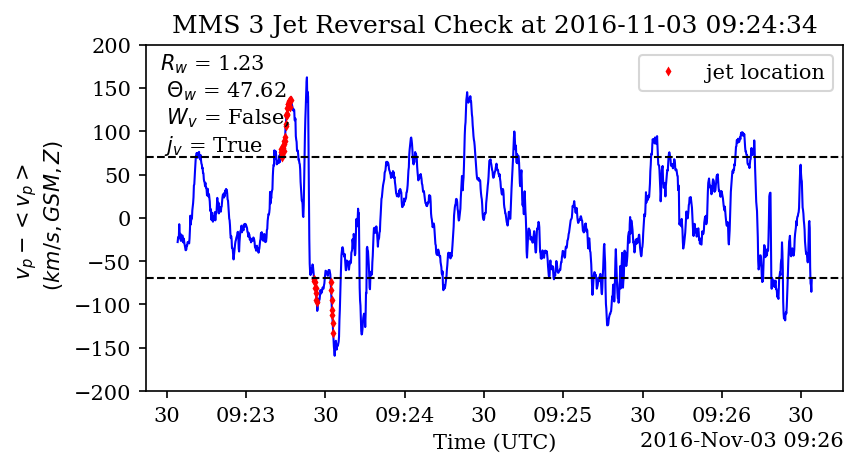 MMS 3 Jet Reversal Check at 2016-11-03 09:24:34
200
150
100
50
0
−50
−100
−150
−200
v_p − < v_p >
(km/s, GSM, Z)
R_w = 1.23
Θ_w = 47.62
W_v = False
j_v = True
jet location
30 09:23 30 09:24 30 09:25 30 09:26 30
Time (UTC)
2016-Nov-03 09:26